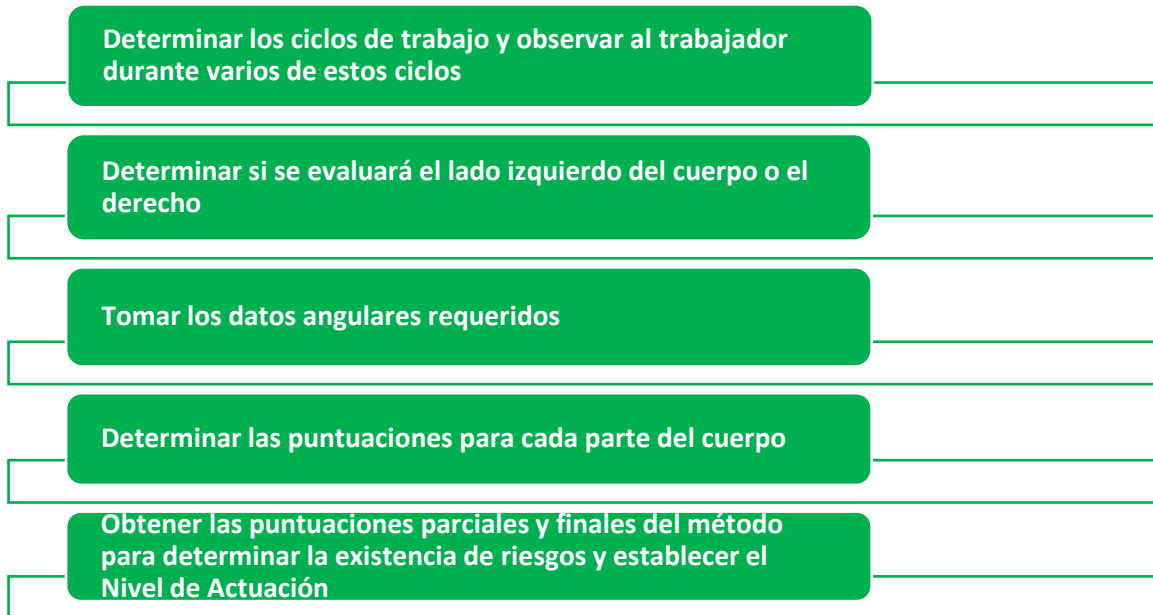 Determinar los ciclos de trabajo y observar al trabajador
durante varios de estos ciclos
Determinar si se evaluará el lado izquierdo del cuerpo o el
derecho
Tomar los datos angulares requeridos
Determinar las puntuaciones para cada parte del cuerpo
Obtener las puntuaciones parciales y finales del método
para determinar la existencia de riesgos y establecer el
Nivel de Actuación